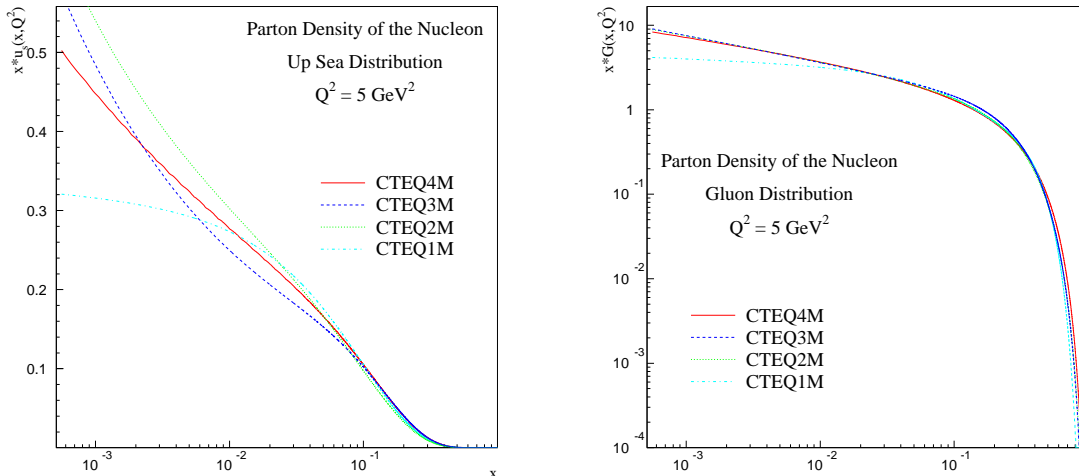 x*u_s(x,Q²)
Parton Density of the Nucleon
Up Sea Distribution
Q² = 5 GeV²
CTEQ4M
CTEQ3M
CTEQ2M
CTEQ1M
0.5
0.4
0.3
0.2
0.1
10⁻³ 10⁻² 10⁻¹
x
x*G(x,Q²)
10
1
10⁻¹
10⁻²
10⁻³
10⁻⁴
Parton Density of the Nucleon
Gluon Distribution
Q² = 5 GeV²
CTEQ4M
CTEQ3M
CTEQ2M
CTEQ1M
10⁻³ 10⁻² 10⁻¹